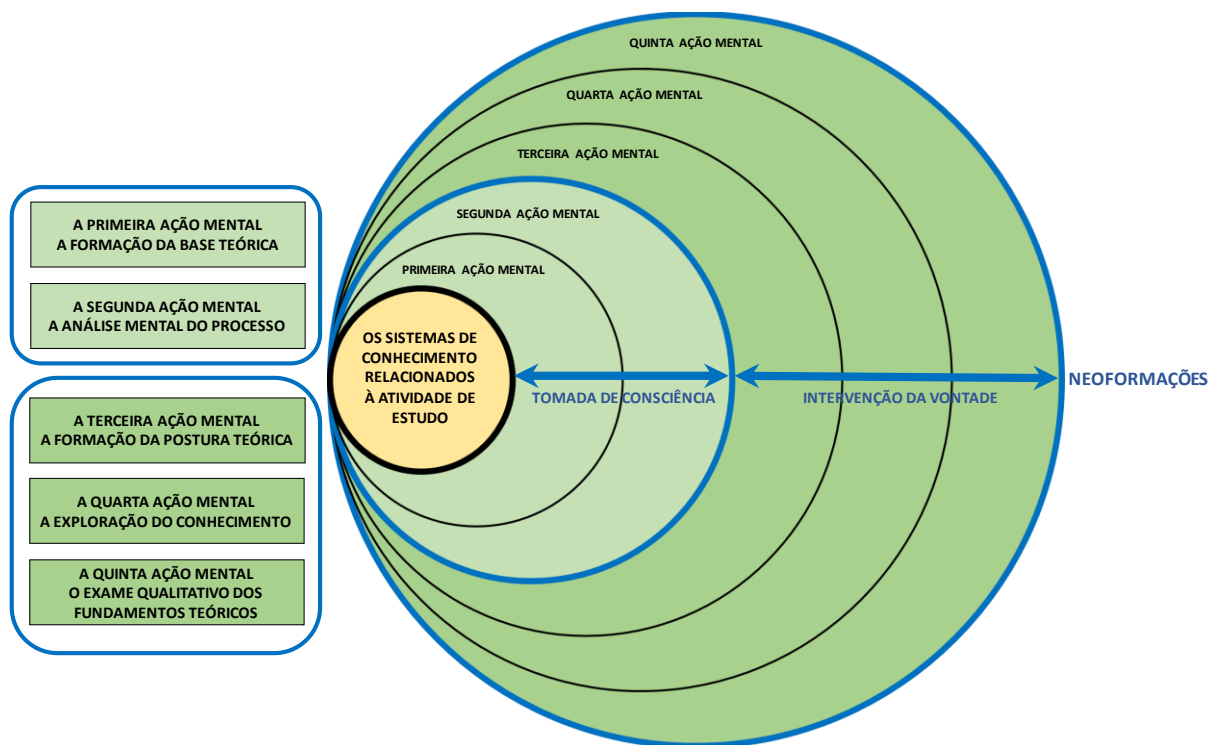 QUINTA AÇÃO MENTAL
QUARTA AÇÃO MENTAL
TERCEIRA AÇÃO MENTAL
SEGUNDA AÇÃO MENTAL
PRIMEIRA AÇÃO MENTAL
A PRIMEIRA AÇÃO MENTAL
A FORMAÇÃO DA BASE TEÓRICA
A SEGUNDA AÇÃO MENTAL
A ANÁLISE MENTAL DO PROCESSO
A TERCEIRA AÇÃO MENTAL
A FORMAÇÃO DA POSTURA TEÓRICA
A QUARTA AÇÃO MENTAL
A EXPLORAÇÃO DO CONHECIMENTO
A QUINTA AÇÃO MENTAL
O EXAME QUALITATIVO DOS
FUNDAMENTOS TEÓRICOS
OS SISTEMAS DE
CONHECIMENTO
RELACIONADOS
À ATIVIDADE DE
ESTUDO
TOMADA DE CONSCIÊNCIA
INTERVENÇÃO DA VONTADE
NEOFORMAÇÕES